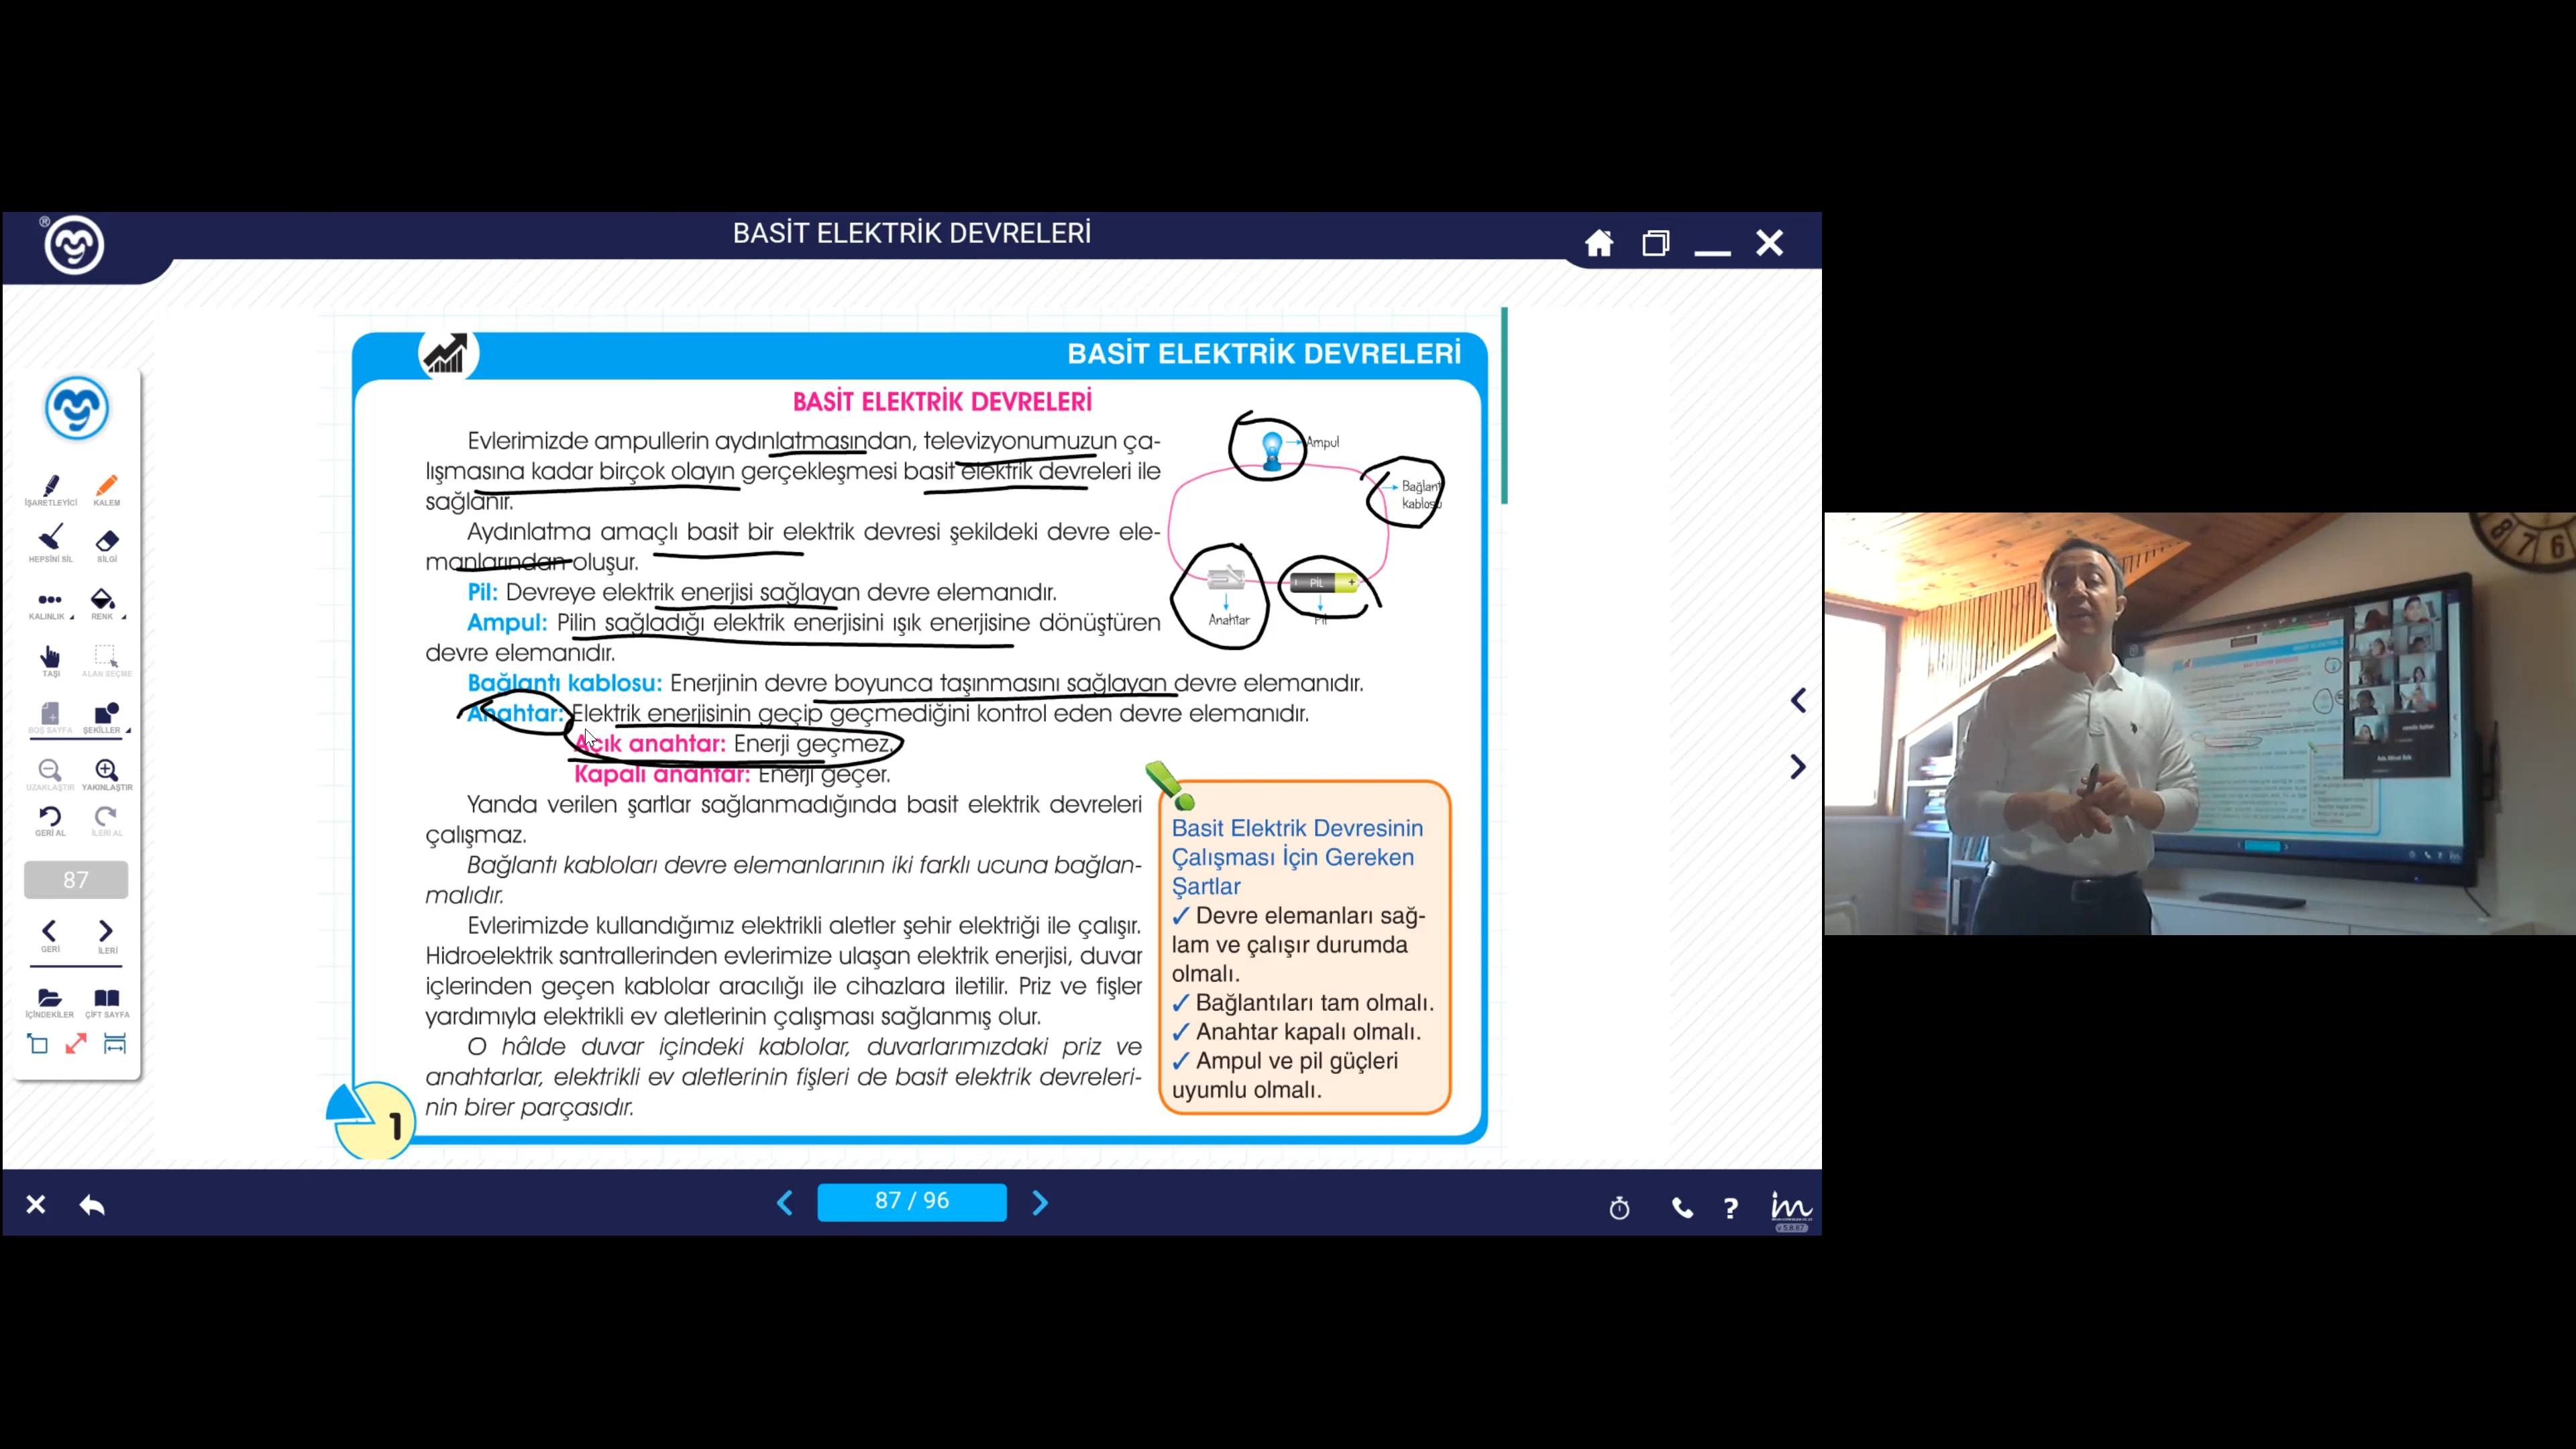 BASİT ELEKTRİK DEVRELERİ
BASİT ELEKTRİK DEVRELERİ
BASİT ELEKTRİK DEVRELERİ
Evlerimizde ampullerin aydınlatmasından, televizyonumuzun ça-
lışmasına kadar birçok olayın gerçekleşmesi basit elektrik devreleri ile
sağlanır.
Aydınlatma amaçlı basit bir elektrik devresi şekildeki devre ele-
manlarından oluşur.
Pil: Devreye elektrik enerjisi sağlayan devre elemanıdır.
Ampul: Pilin sağladığı elektrik enerjisini ışık enerjisine dönüştüren
devre elemanıdır.
Bağlantı kablosu: Enerjinin devre boyunca taşınmasını sağlayan devre elemanıdır.
Anahtar: Elektrik enerjisinin geçip geçmediğini kontrol eden devre elemanıdır.
Açık anahtar: Enerji geçmez.
Kapalı anahtar: Enerji geçer.
Yanda verilen şartlar sağlanmadığında basit elektrik devreleri
çalışmaz.
Bağlantı kabloları devre elemanlarının iki farklı ucuna bağlan-
malıdır.
Evlerimizde kullandığımız elektrikli aletler şehir elektriği ile çalışır.
Hidroelektrik santrallerinden evlerimize ulaşan elektrik enerjisi, duvar
içlerinden geçen kablolar aracılığı ile cihazlara iletilir. Priz ve fişler
yardımıyla elektrikli ev aletlerinin çalışması sağlanmış olur.
O hâlde duvar içindeki kablolar, duvarlarımızdaki priz ve
anahtarlar, elektrikli ev aletlerinin fişleri de basit elektrik devreleri-
nin birer parçasıdır.
1
Ampul
Bağlantı
kablosu
PİL +
Anahtar
Pil
Basit Elektrik Devresinin
Çalışması İçin Gereken
Şartlar
✓ Devre elemanları sağ-
lam ve çalışır durumda
olmalı.
✓ Bağlantıları tam olmalı.
✓ Anahtar kapalı olmalı.
✓ Ampul ve pil güçleri
uyumlu olmalı.
İŞARETLEYİCİ KALEM
HEPSİNİ SİL SİLGİ
KALINLIK RENK
TAŞI ALAN SEÇME
BOŞ SAYFA ŞEKİLLER
UZAKLAŞTIR YAKINLAŞTIR
GERİ AL İLERİ AL
87
GERİ İLERİ
İÇİNDEKİLER ÇİFT SAYFA
87 / 96
?
8 7 6